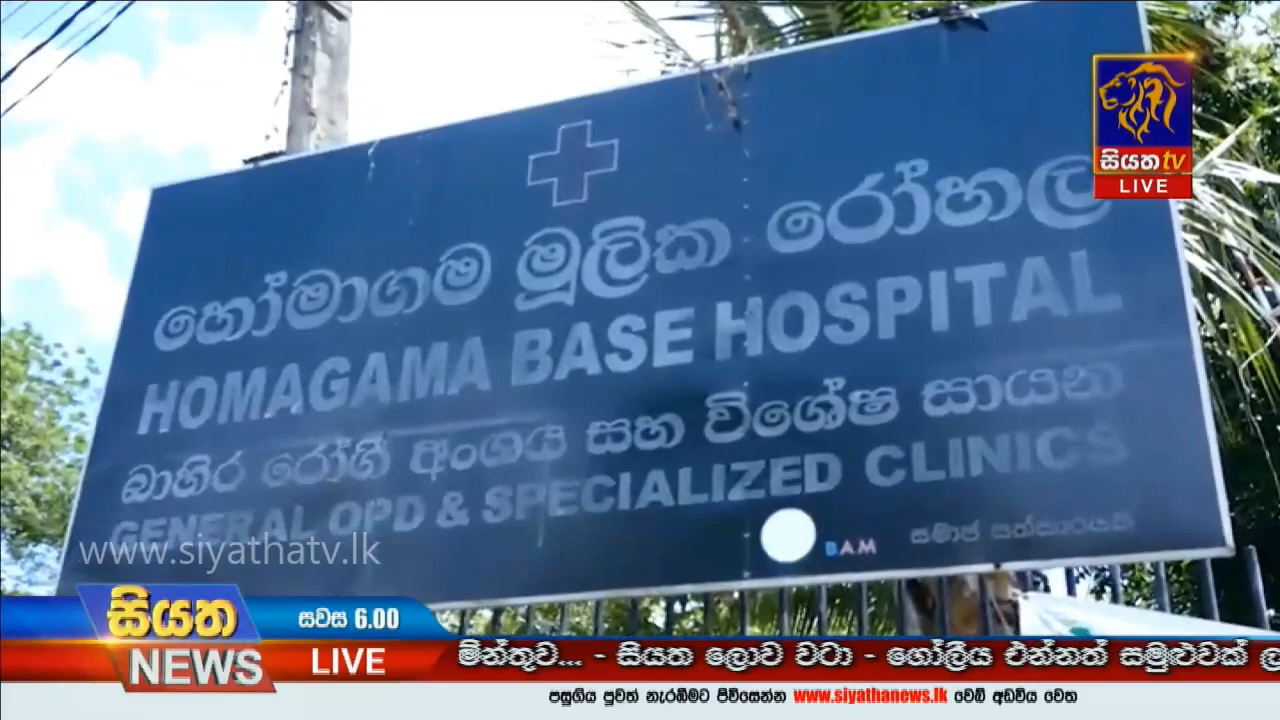 සියත tv
LIVE
හෝමාගම මූලික රෝහල
HOMAGAMA BASE HOSPITAL
බාහිර රෝගී අංශය සහ විශේෂ සායන
GENERAL OPD & SPECIALIZED CLINICS
BAM
සමාජ සත්කාරයකි
www.siyathatv.lk
සියත
NEWS
සවස 6.00
LIVE
මින්තුව... - සියත ලොව වටා - ගෝලීය එන්නත් සමුළුවක් ල
පසුගිය පුවත් නැරඹීමට පිවිසෙන්න www.siyathanews.lk වෙබ් අඩවිය වෙත